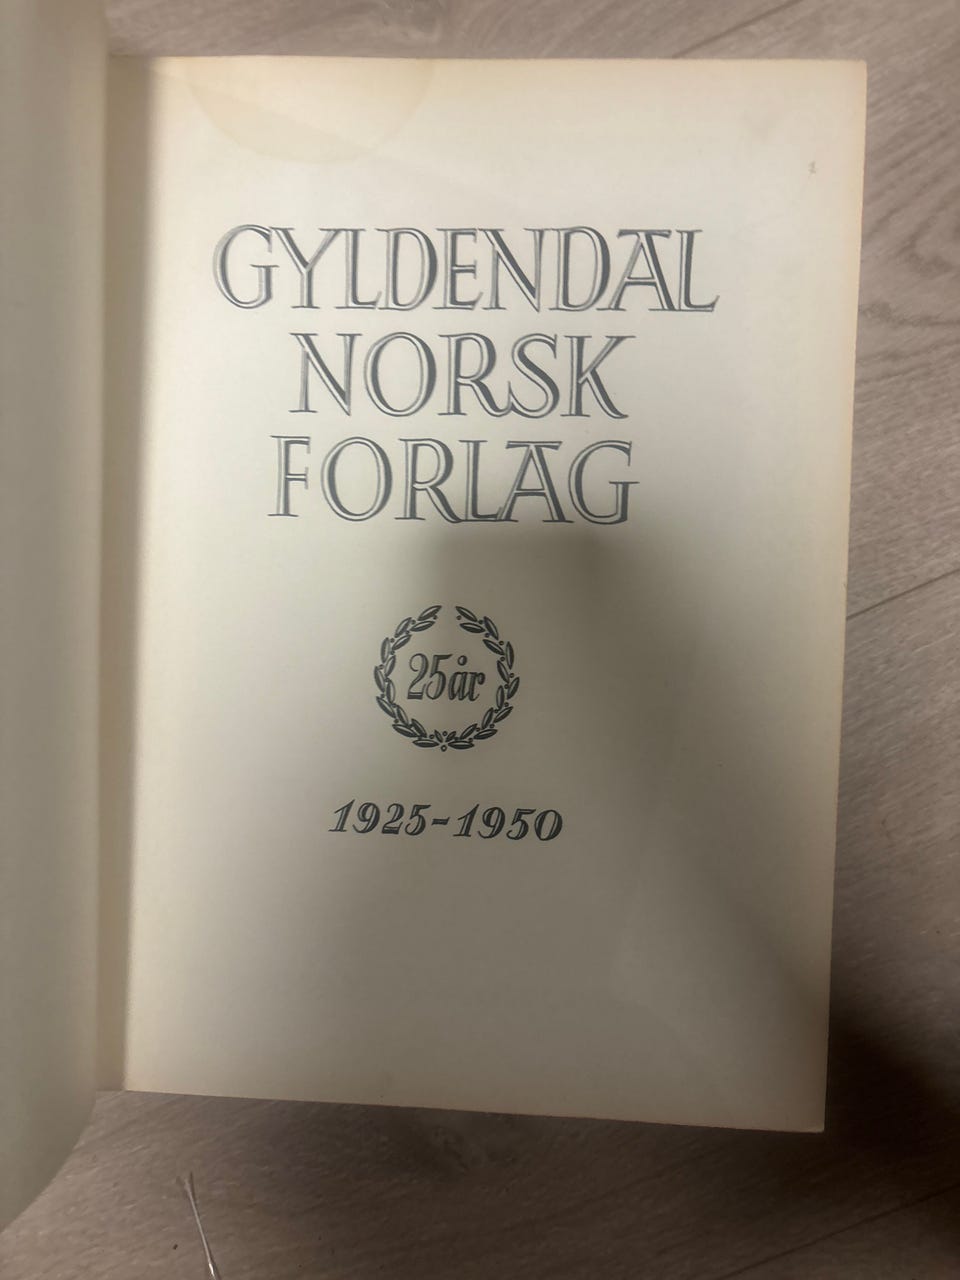 GYLDENDAL
NORSK
FORLAG
25 år
1925-1950